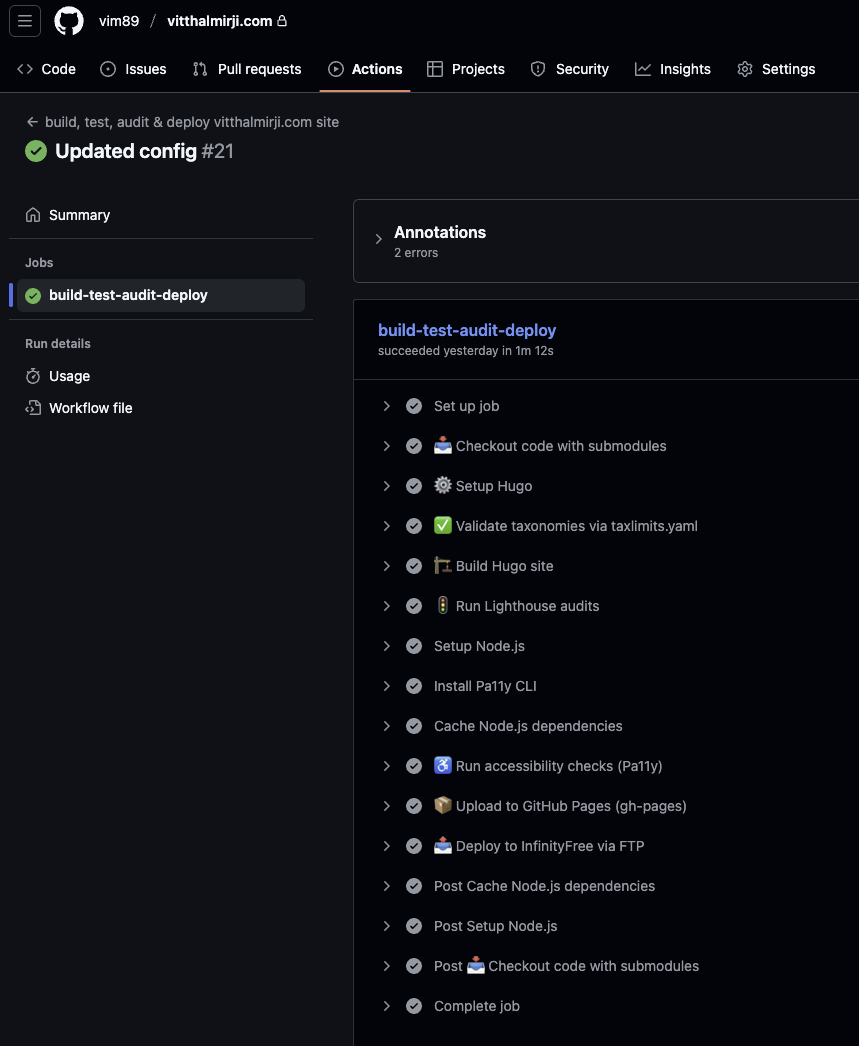 vim89 / vitthalmirji.com
Code Issues Pull requests Actions Projects Security Insights Settings
build, test, audit & deploy vitthalmirji.com site
Updated config #21
Summary
Jobs
build-test-audit-deploy
Run details
Usage
Workflow file
Annotations
2 errors
build-test-audit-deploy
succeeded yesterday in 1m 12s
Set up job
📤 Checkout code with submodules
⚙️ Setup Hugo
✅ Validate taxonomies via taxlimits.yaml
🏗️ Build Hugo site
🚦 Run Lighthouse audits
Setup Node.js
Install Pa11y CLI
Cache Node.js dependencies
♿ Run accessibility checks (Pa11y)
📦 Upload to GitHub Pages (gh-pages)
📤 Deploy to InfinityFree via FTP
Post Cache Node.js dependencies
Post Setup Node.js
Post 📥 Checkout code with submodules
Complete job